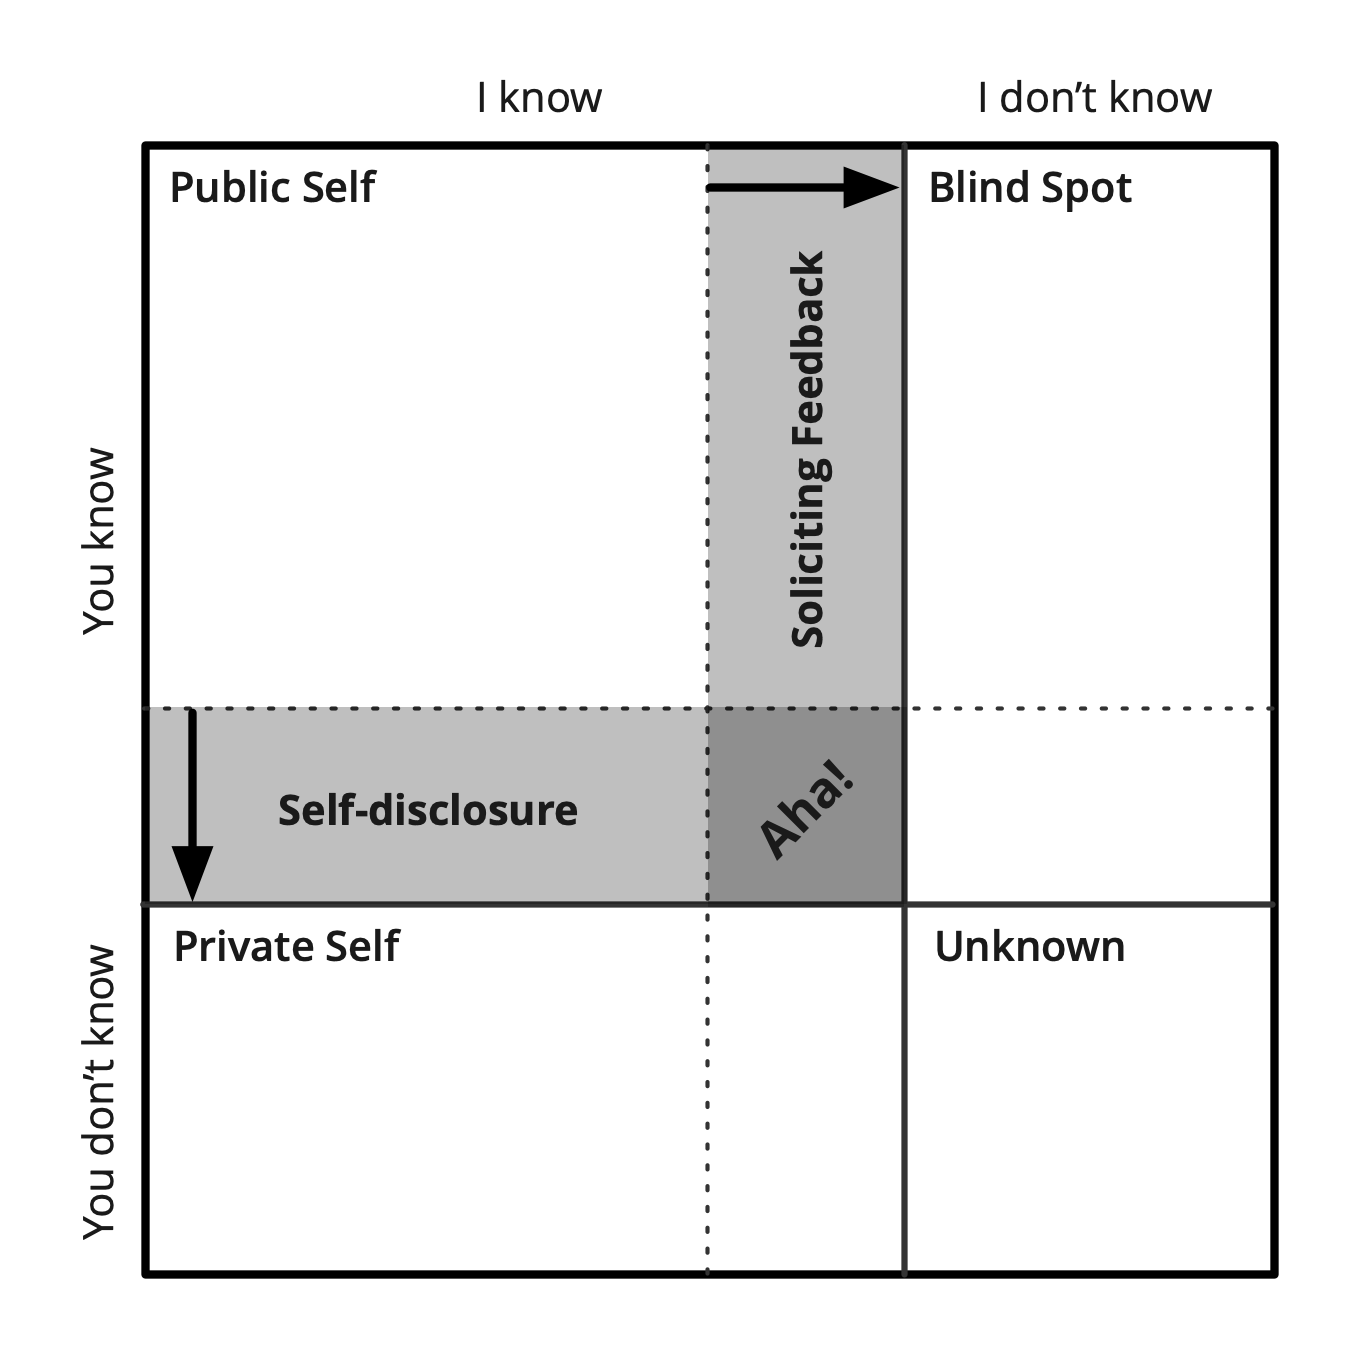 I know
I don’t know
Public Self
Blind Spot
You know
Soliciting Feedback
Self-disclosure
Aha!
You don’t know
Private Self
Unknown